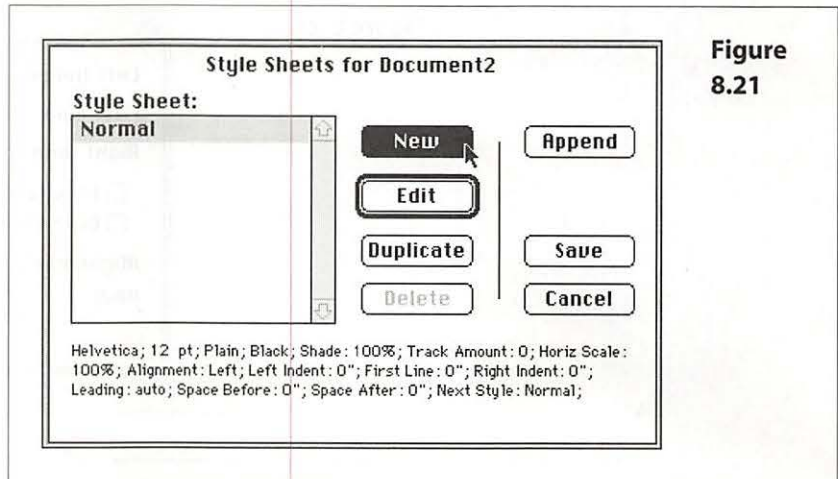 Figure
8.21
Style Sheets for Document2
Style Sheet:
Normal
New
Append
Edit
Duplicate
Save
Delete
Cancel
Helvetica; 12 pt; Plain; Black; Shade: 100%; Track Amount: 0; Horiz Scale:
100%; Alignment: Left; Left Indent: 0"; First Line: 0"; Right Indent: 0";
Leading: auto; Space Before: 0"; Space After: 0"; Next Style: Normal;